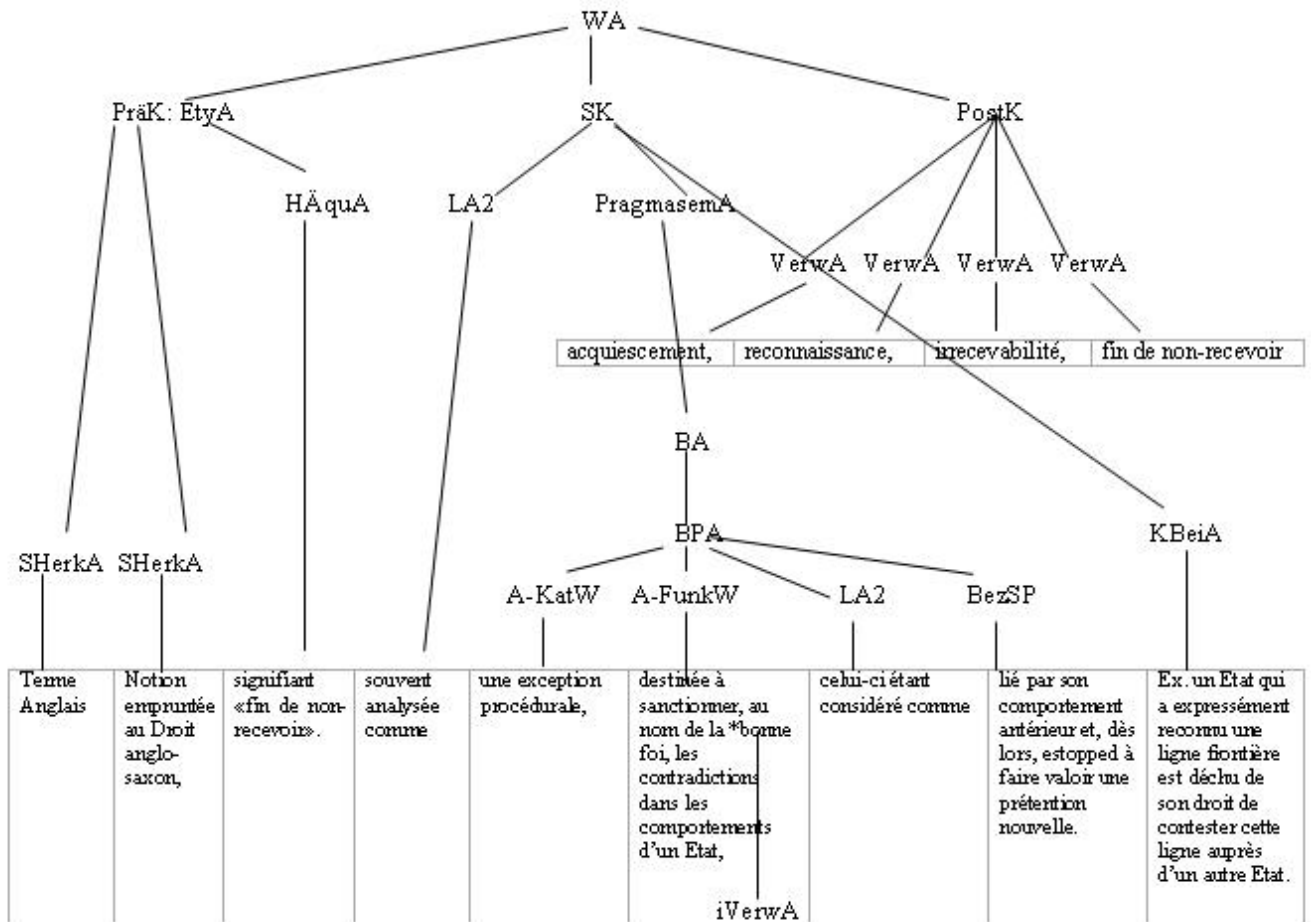 WA
PräK: EtyA SK PostK
HÄquA LA2 PragmasemA
VerwA VerwA VerwA VerwA
acquiescement, reconnaissance, irrecevabilité, fin de non-recevoir
BA
BPA KBeiA
SHerkA SHerkA
A-KatW A-FunkW LA2 BezSP
Terme
Anglais
Notion
empruntée
au Droit
anglo-
saxon,
signifiant
«fin de non-
recevoir».
souvent
analysée
comme
une exception
procédurale,
destinée à
sanctionner, au
nom de la *bonne
foi, les
contradictions
dans les
comportements
d'un Etat,
celui-ci étant
considéré comme
lié par son
comportement
antérieur et, dès
lors, estopped à
faire valoir une
prétention
nouvelle.
Ex. un Etat qui
a expressément
reconnu une
ligne frontière
est déchu de
son droit de
contester cette
ligne auprès
d'un autre Etat.
iVerwA